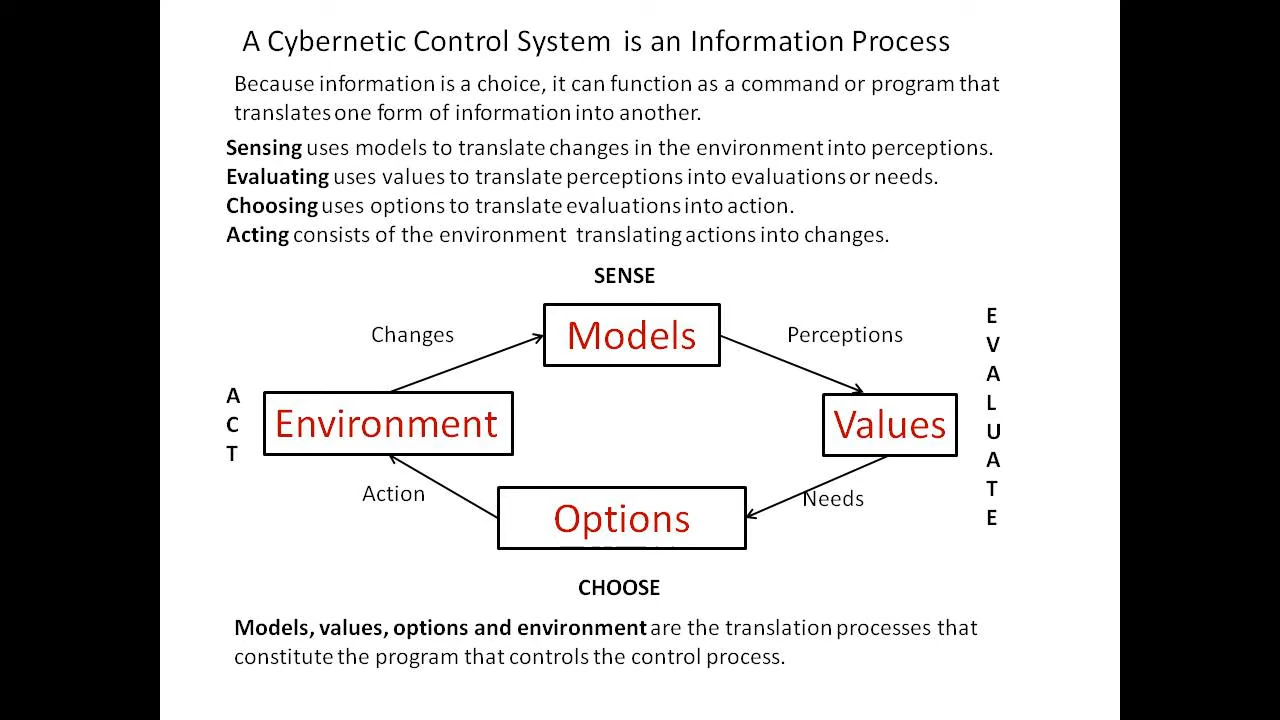 A Cybernetic Control System is an Information Process
Because information is a choice, it can function as a command or program that
translates one form of information into another.
Sensing uses models to translate changes in the environment into perceptions.
Evaluating uses values to translate perceptions into evaluations or needs.
Choosing uses options to translate evaluations into action.
Acting consists of the environment translating actions into changes.
SENSE
Changes
Models
Perceptions
EVALUATE
ACT
Environment
Values
Action
Options
Needs
CHOOSE
Models, values, options and environment are the translation processes that
constitute the program that controls the control process.